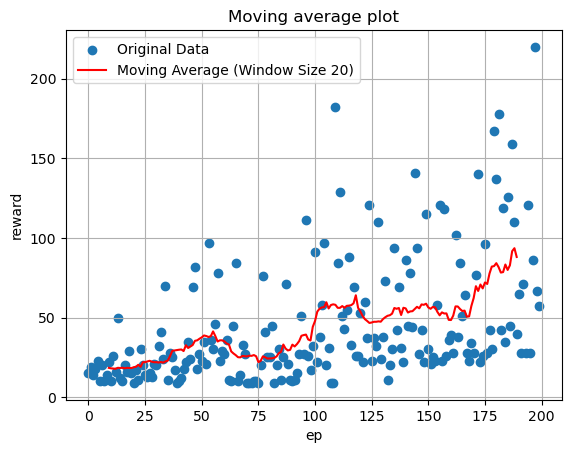 Moving average plot
Original Data
Moving Average (Window Size 20)
reward
200
150
100
50
0
0 25 50 75 100 125 150 175 200
ep